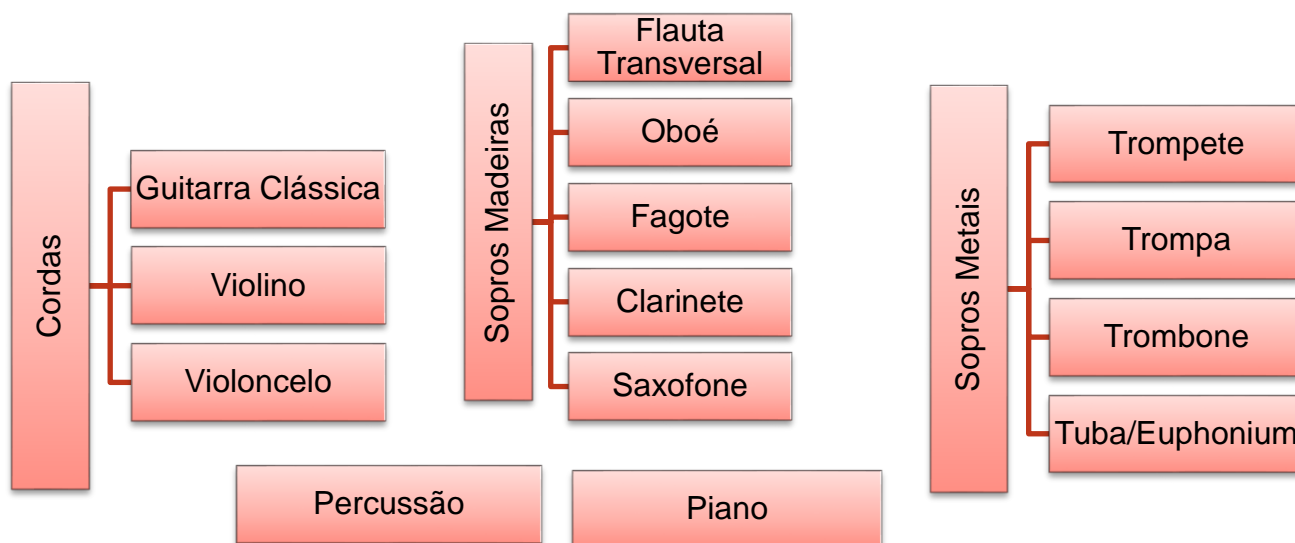 Cordas
Guitarra Clássica
Violino
Violoncelo
Sopros Madeiras
Flauta
Transversal
Oboé
Fagote
Clarinete
Saxofone
Sopros Metais
Trompete
Trompa
Trombone
Tuba/Euphonium
Percussão
Piano